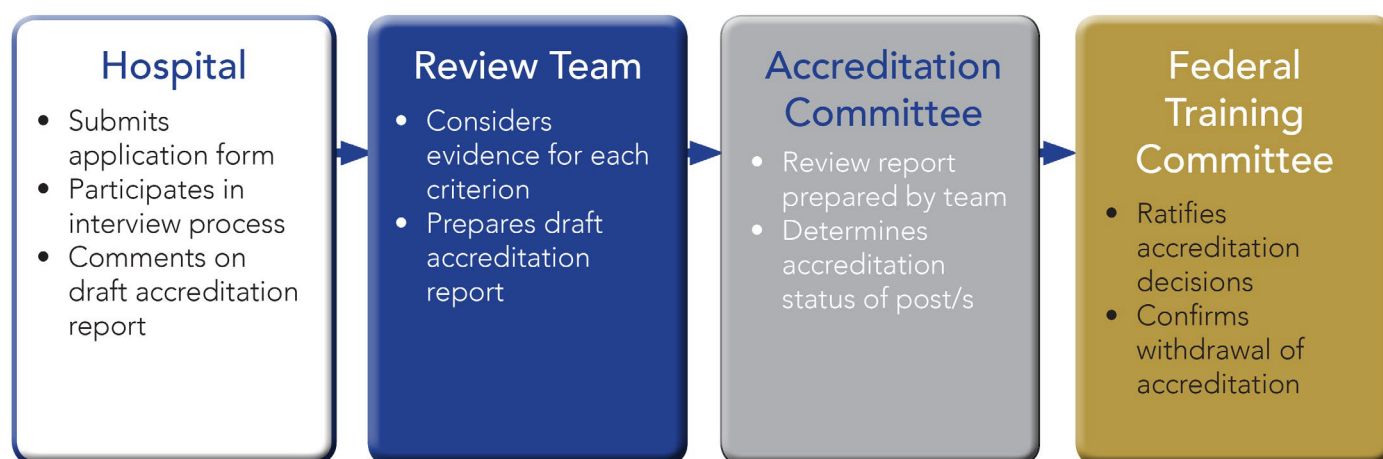 Hospital
• Submits
application form
• Participates in
interview process
• Comments on
draft accreditation
report
Review Team
• Considers
evidence for each
criterion
• Prepares draft
accreditation
report
Accreditation
Committee
• Review report
prepared by team
• Determines
accreditation
status of post/s
Federal
Training
Committee
• Ratifies
accreditation
decisions
• Confirms
withdrawal of
accreditation